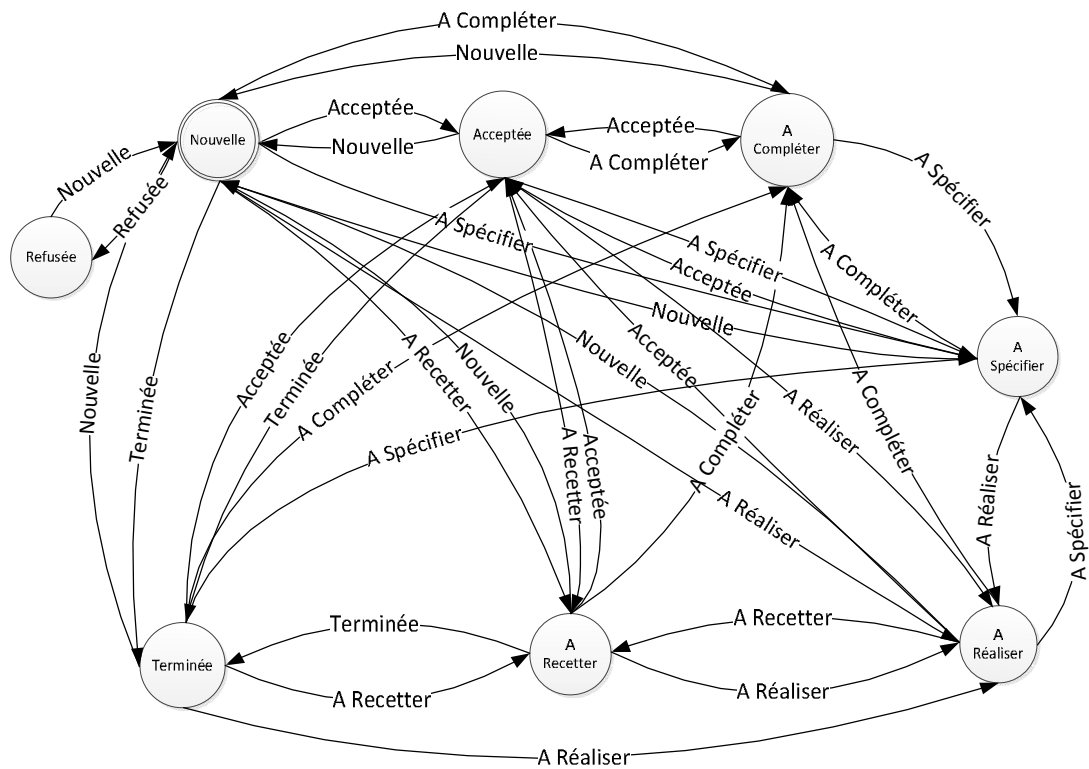 A Compléter
Nouvelle
Acceptée
Nouvelle
Nouvelle
Acceptée
Acceptée
A Compléter
A
Compléter
Nouvelle
Refusée
Refusée
A Spécifier
A Spécifier
A Spécifier
Acceptée
A Compléter
Nouvelle
A
Spécifier
Nouvelle
Terminée
Acceptée
Terminée
A Compléter
A Spécifier
A Recetter
Nouvelle
A Recetter
Acceptée
Acceptée
Nouvelle
A Compléter
A Réaliser
A Compléter
A Réaliser
A Réaliser
A Spécifier
Terminée
Terminée
A Recetter
A
Recetter
A Recetter
A Réaliser
A
Réaliser
A Réaliser